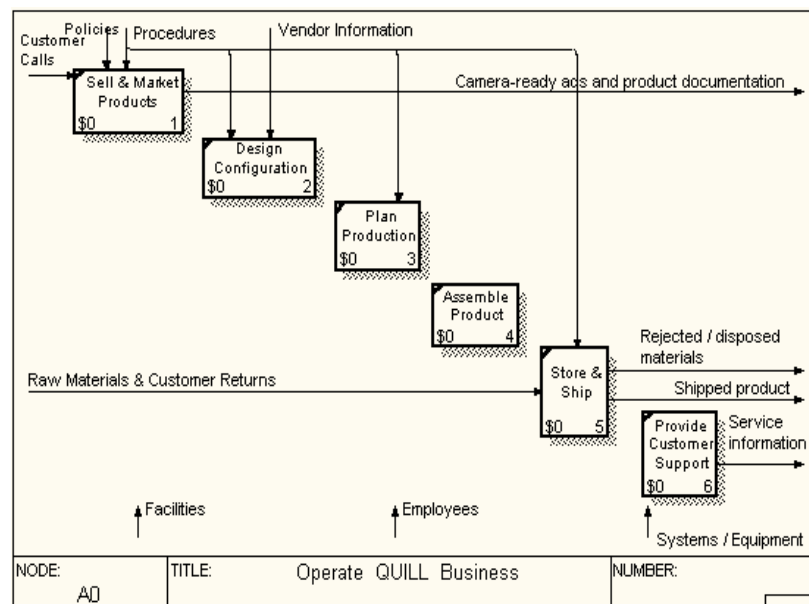 Policies
Procedures
Vendor Information
Customer
Calls
Sell & Market
Products
$0 1
Camera-ready ads and product documentation
Design
Configuration
$0 2
Plan
Production
$0 3
Assemble
Product
$0 4
Rejected / disposed
materials
Raw Materials & Customer Returns
Store &
Ship
$0 5
Shipped product
Provide
Customer
Support
$0 6
Service
information
Facilities
Employees
Systems / Equipment
NODE:
A0
TITLE:
Operate QUILL Business
NUMBER: